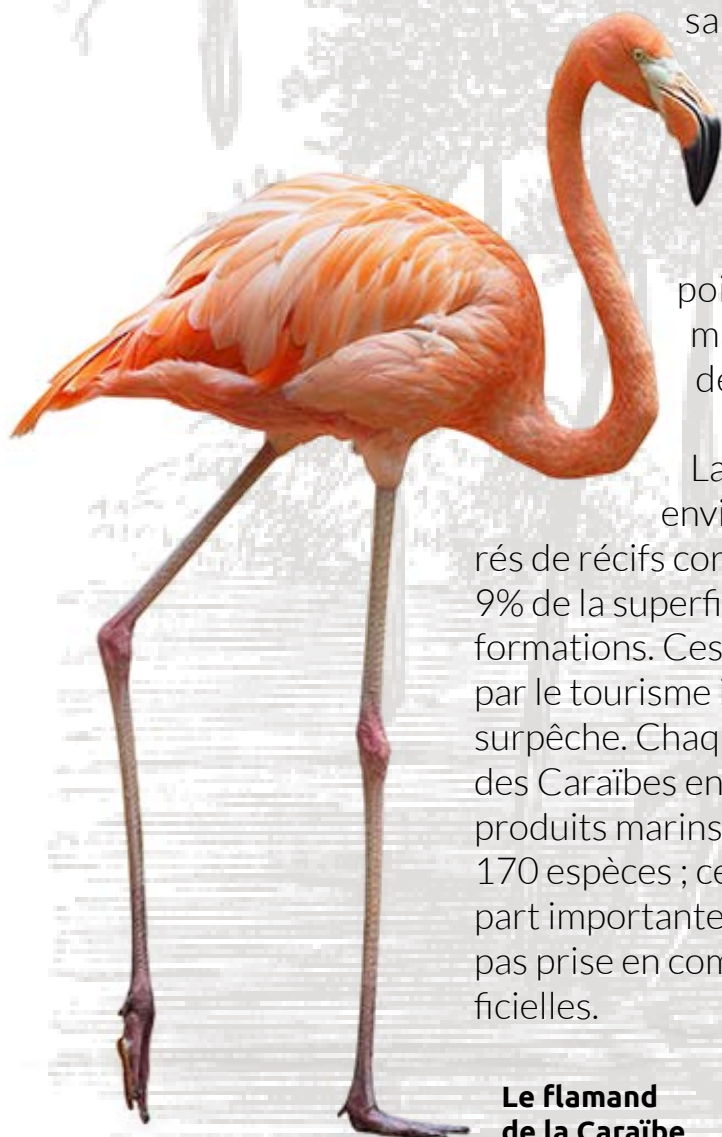 sa
poi
m
de
La
envi
rés de récifs cor
9% de la superfi
formations. Ces
par le tourisme i
surpêche. Chaq
des Caraïbes en
produits marins
170 espèces ; ce
part importante
pas prise en com
ficielles.
Le flamand
de la Caraïbe